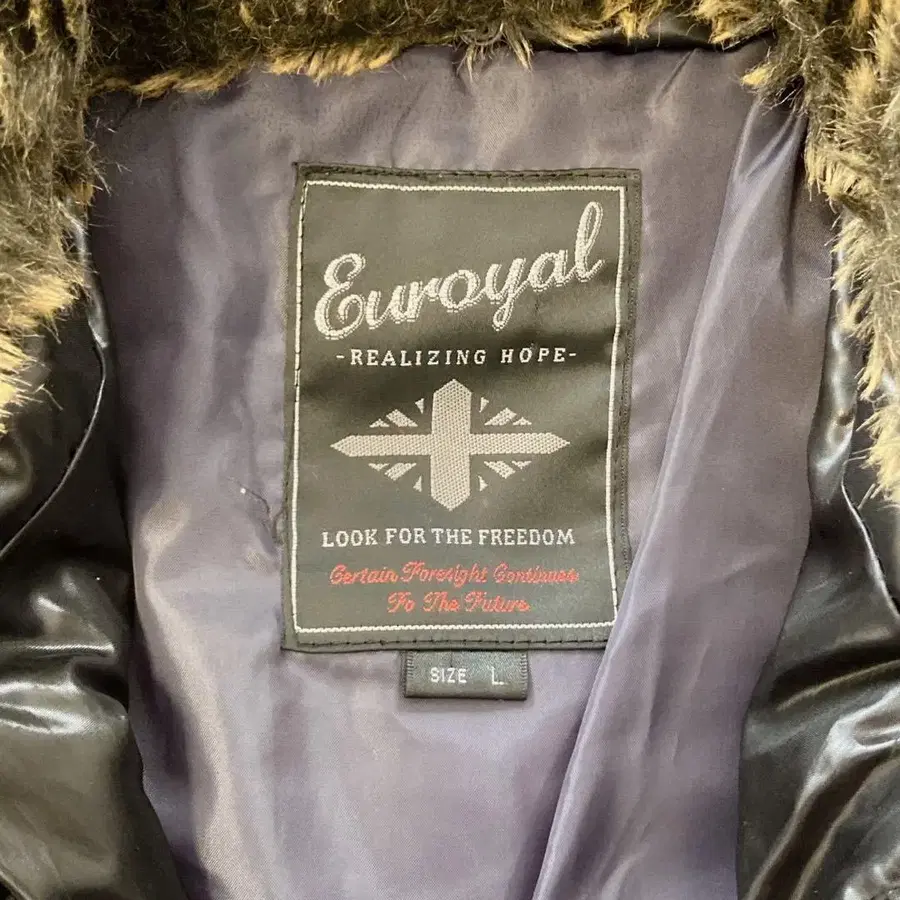 Euroyal
-REALIZING HOPE-
LOOK FOR THE FREEDOM
Certain Foresight Continues
To The Future
SIZE L